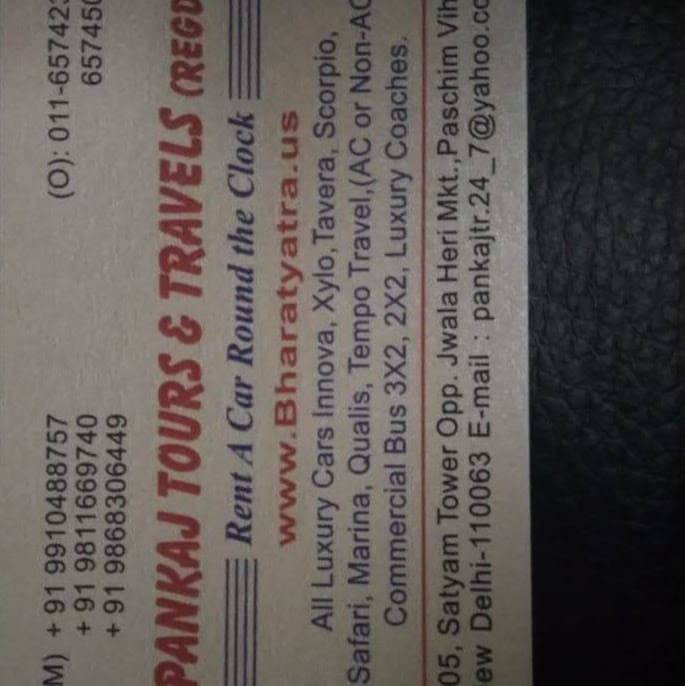 M) +91 9910488757 (O): 011-657423
+91 9811669740 657450
+91 9868306449
PANKAJ TOURS & TRAVELS (REGD
Rent A Car Round the Clock
www.Bharatyatra.us
All Luxury Cars Innova, Xylo, Tavera, Scorpio,
Safari, Marina, Qualis, Tempo Travel,(AC or Non-AC
Commercial Bus 3X2, 2X2, Luxury Coaches.
05, Satyam Tower Opp. Jwala Heri Mkt.,Paschim Vih
ew Delhi-110063 E-mail : pankajtr.24_7@yahoo.co